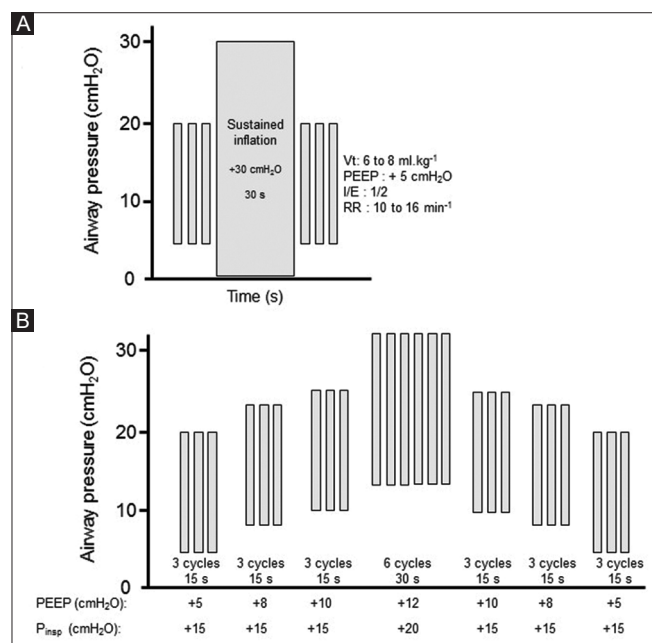 A
Airway pressure (cmH₂O)
30
20
10
0
Sustained
inflation
+30 cmH₂O
30 s
Vt: 6 to 8 ml.kg⁻¹
PEEP : + 5 cmH₂O
I/E : 1/2
RR : 10 to 16 min⁻¹
Time (s)
B
Airway pressure (cmH₂O)
30
20
10
0
3 cycles 3 cycles 3 cycles 6 cycles 3 cycles 3 cycles 3 cycles
15 s 15 s 15 s 30 s 15 s 15 s 15 s
PEEP (cmH₂O): +5 +8 +10 +12 +10 +8 +5
Pinsp (cmH₂O): +15 +15 +15 +20 +15 +15 +15